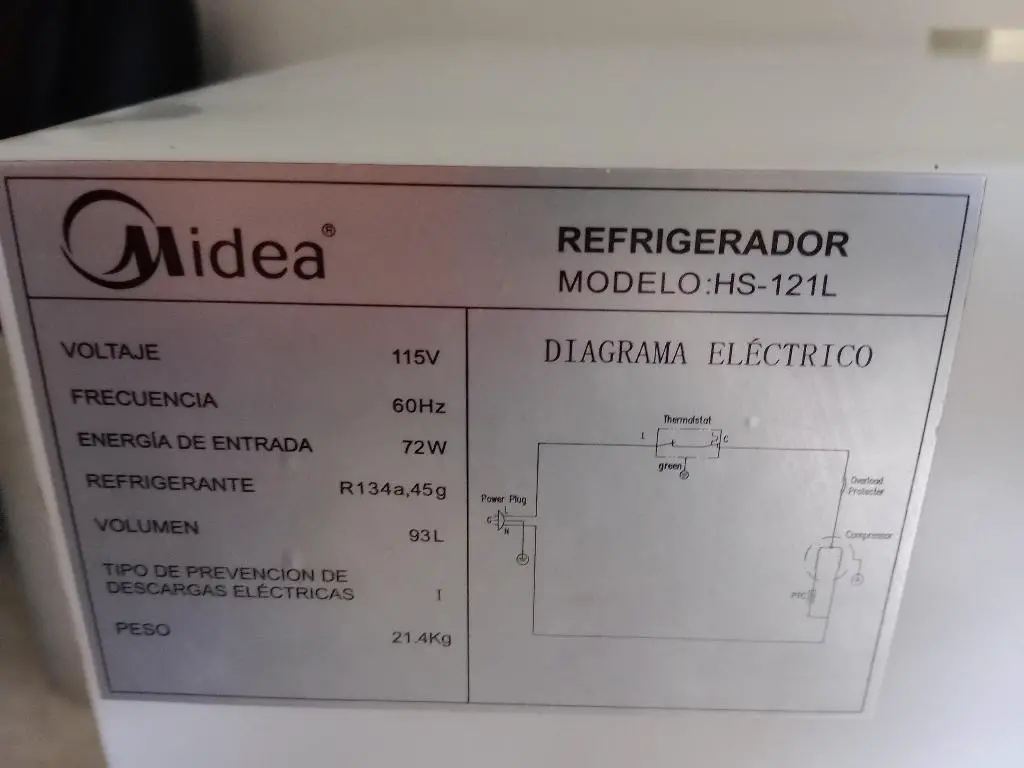 Midea®
REFRIGERADOR
MODELO:HS-121L
VOLTAJE 115V
FRECUENCIA 60Hz
ENERGÍA DE ENTRADA 72W
REFRIGERANTE R134a,45g
VOLUMEN 93L
TIPO DE PREVENCION DE
DESCARGAS ELÉCTRICAS I
PESO 21.4Kg
DIAGRAMA ELÉCTRICO
Thermolstat
L C
green
Power Plug
L
G
N
Overload
Protector
Compressor
PTC